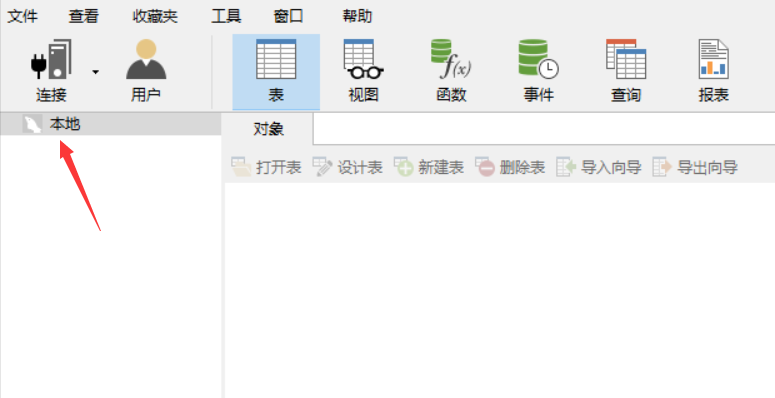 文件 查看 收藏夹 工具 窗口 帮助
连接 用户 表 视图 f(x) 函数 事件 查询 报表
本地 对象
打开表 设计表 新建表 删除表 导入向导 导出向导